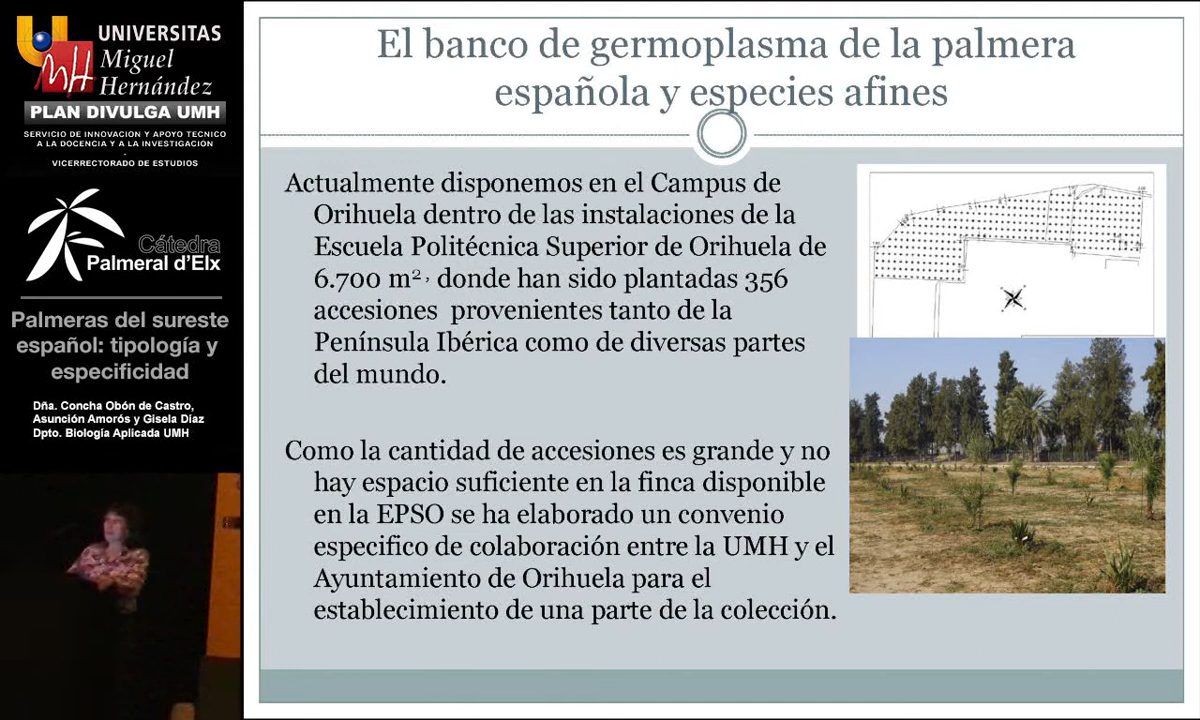 UNIVERSITAS
Miguel
Hernández
PLAN DIVULGA UMH
SERVICIO DE INNOVACION Y APOYO TECNICO
A LA DOCENCIA Y A LA INVESTIGACION
-
VICERRECTORADO DE ESTUDIOS
Cátedra
Palmeral d'Elx
Palmeras del sureste
español: tipología y
especificidad
Dña. Concha Obón de Castro,
Asunción Amorós y Gisela Díaz
Dpto. Biología Aplicada UMH
El banco de germoplasma de la palmera
española y especies afines
Actualmente disponemos en el Campus de
Orihuela dentro de las instalaciones de la
Escuela Politécnica Superior de Orihuela de
6.700 m², donde han sido plantadas 356
accesiones provenientes tanto de la
Península Ibérica como de diversas partes
del mundo.
Como la cantidad de accesiones es grande y no
hay espacio suficiente en la finca disponible
en la EPSO se ha elaborado un convenio
especifico de colaboración entre la UMH y el
Ayuntamiento de Orihuela para el
establecimiento de una parte de la colección.